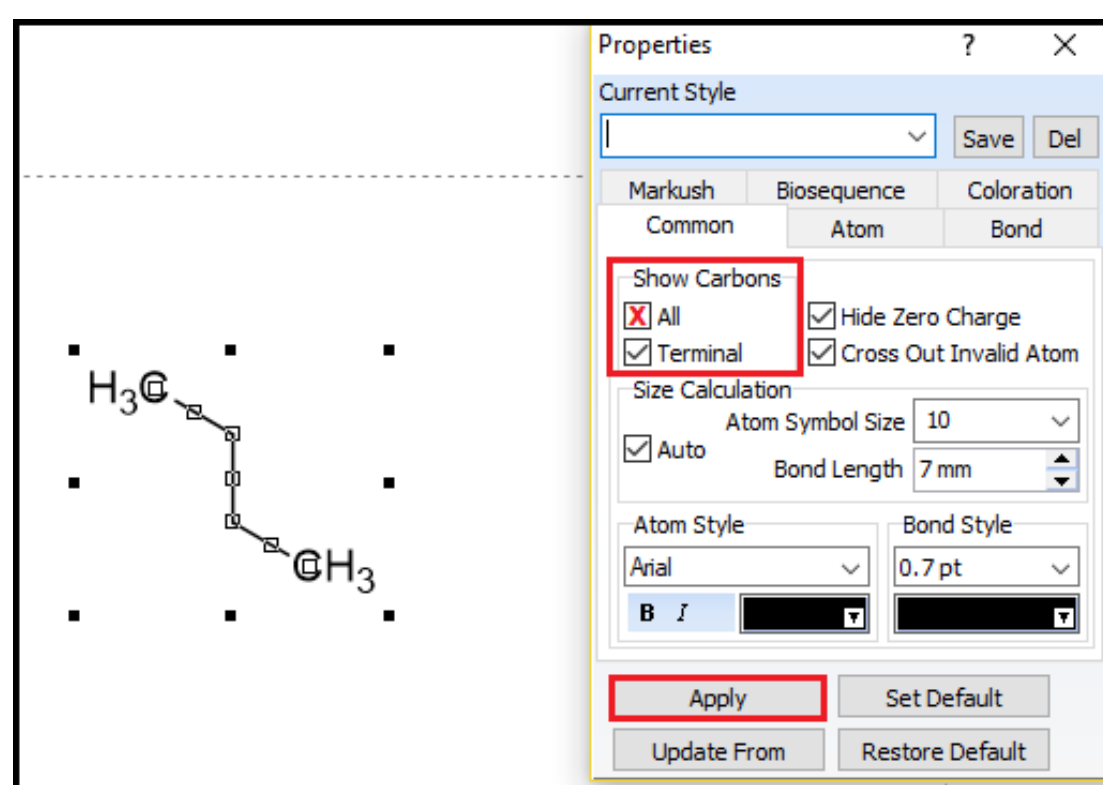 Properties ?
Current Style
Save Del
Markush Biosequence Coloration
Common Atom Bond
Show Carbons
X All Hide Zero Charge
Terminal Cross Out Invalid Atom
Size Calculation
Atom Symbol Size 10
Auto
Bond Length 7 mm
Atom Style Bond Style
Arial 0.7 pt
B I
Apply Set Default
Update From Restore Default
H3C
CH3